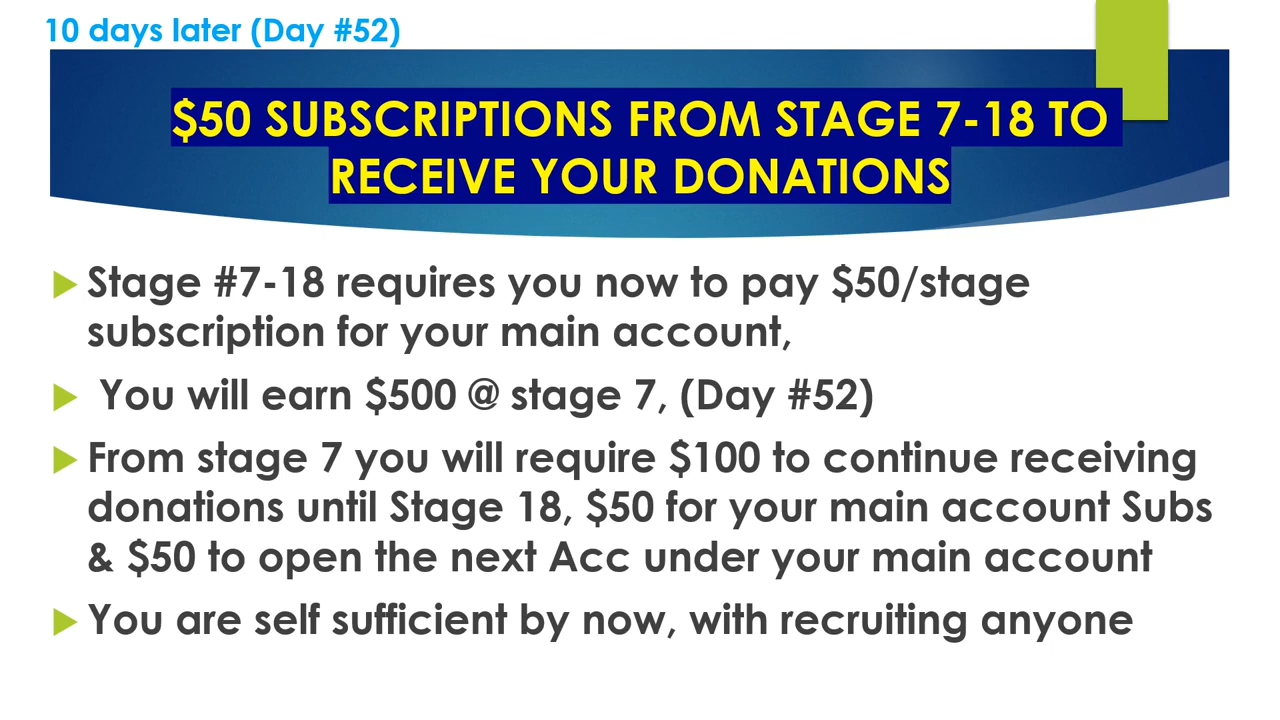 10 days later (Day #52)
$50 SUBSCRIPTIONS FROM STAGE 7-18 TO
RECEIVE YOUR DONATIONS
Stage #7-18 requires you now to pay $50/stage
subscription for your main account,
You will earn $500 @ stage 7, (Day #52)
From stage 7 you will require $100 to continue receiving
donations until Stage 18, $50 for your main account Subs
& $50 to open the next Acc under your main account
You are self sufficient by now, with recruiting anyone